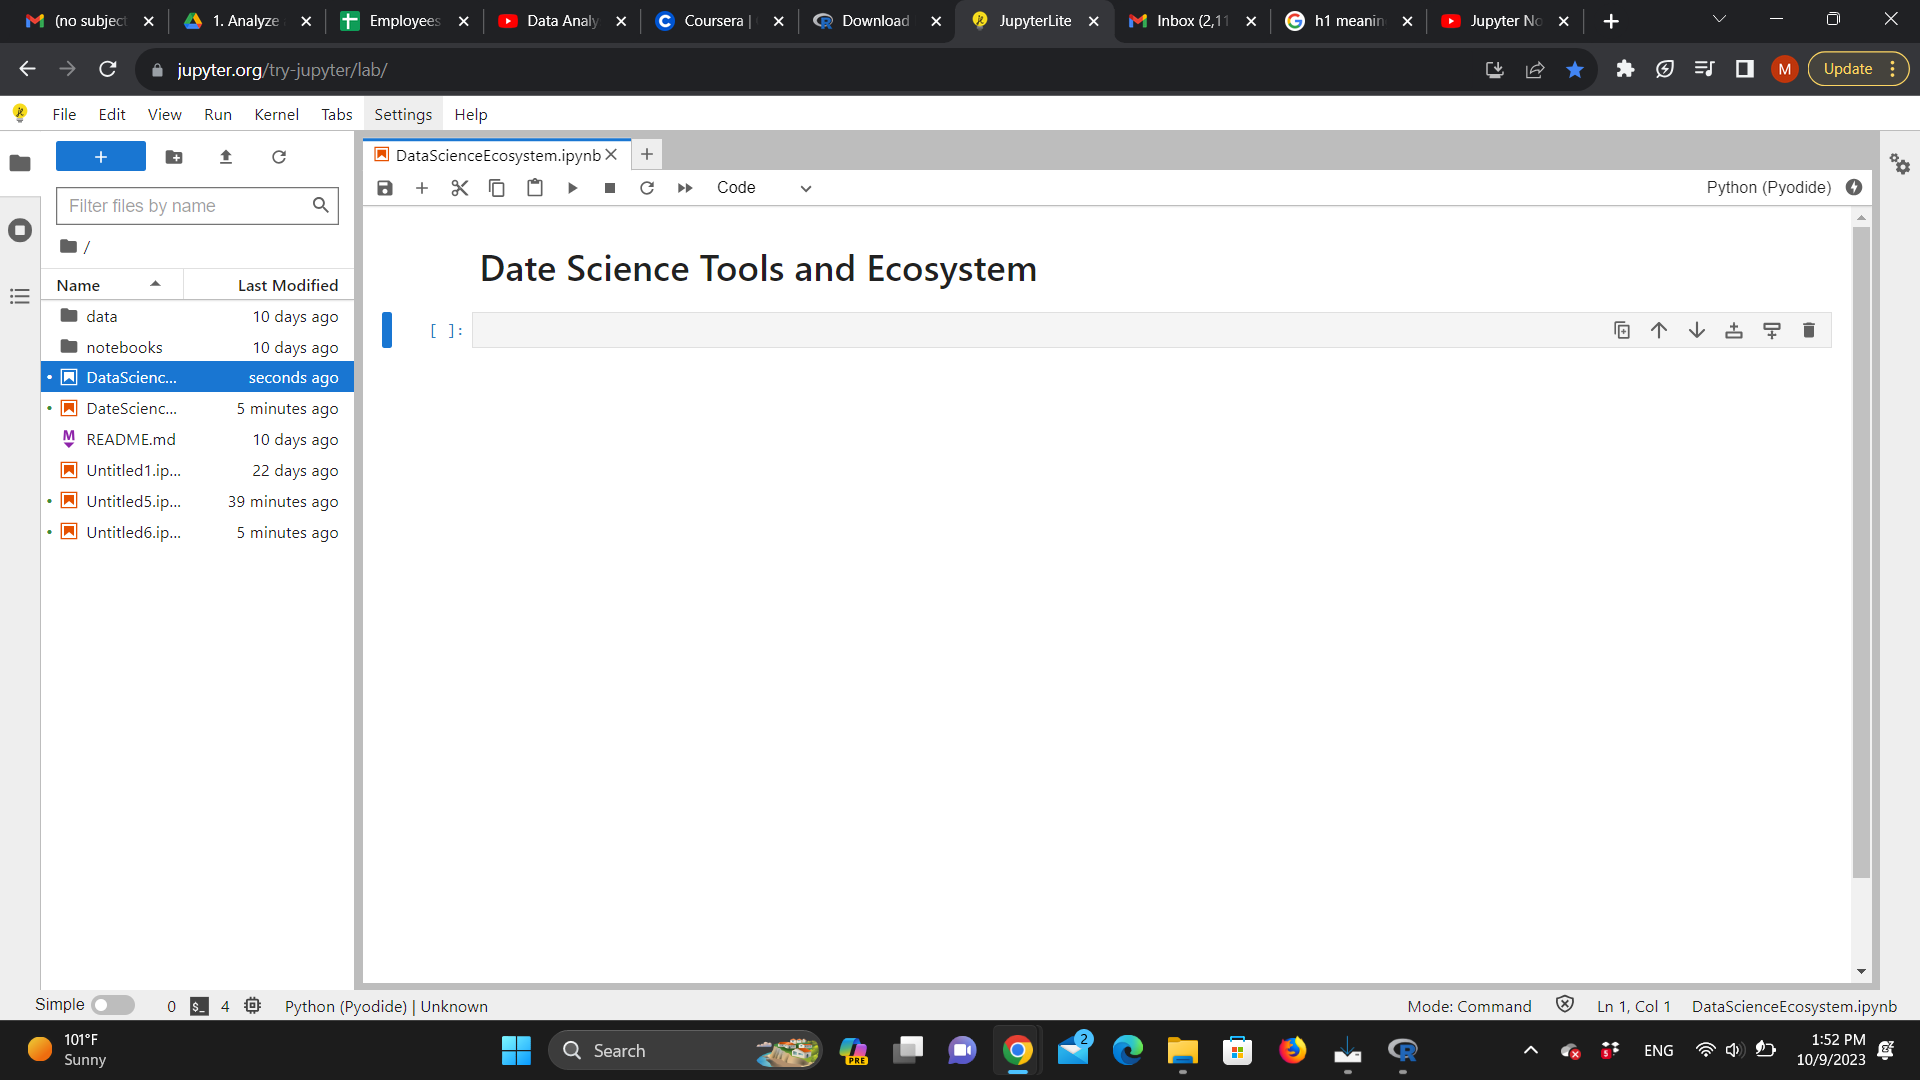 (no subject
1. Analyze
Employees
Data Analy
Coursera |
Download
JupyterLite
Inbox (2,11
h1 meanin
Jupyter No
jupyter.org/try-jupyter/lab/
M
Update
File Edit View Run Kernel Tabs Settings Help
DataScienceEcosystem.ipynb
Code
Python (Pyodide)
Filter files by name
/
Name Last Modified
data 10 days ago
notebooks 10 days ago
DataScienc... seconds ago
DateScienc... 5 minutes ago
README.md 10 days ago
Untitled1.ip... 22 days ago
Untitled5.ip... 39 minutes ago
Untitled6.ip... 5 minutes ago
Date Science Tools and Ecosystem
[ ]:
Simple 0 $_ 4 Python (Pyodide) | Unknown Mode: Command Ln 1, Col 1 DataScienceEcosystem.ipynb
101°F
Sunny
Search
PRE
2
5
ENG
1:52 PM
10/9/2023